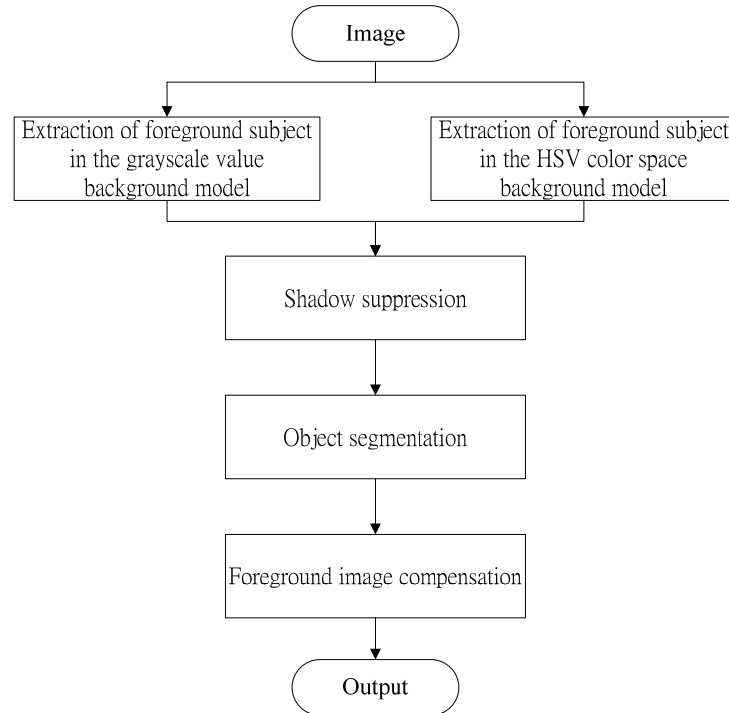 Image
Extraction of foreground subject
in the grayscale value
background model
Extraction of foreground subject
in the HSV color space
background model
Shadow suppression
Object segmentation
Foreground image compensation
Output